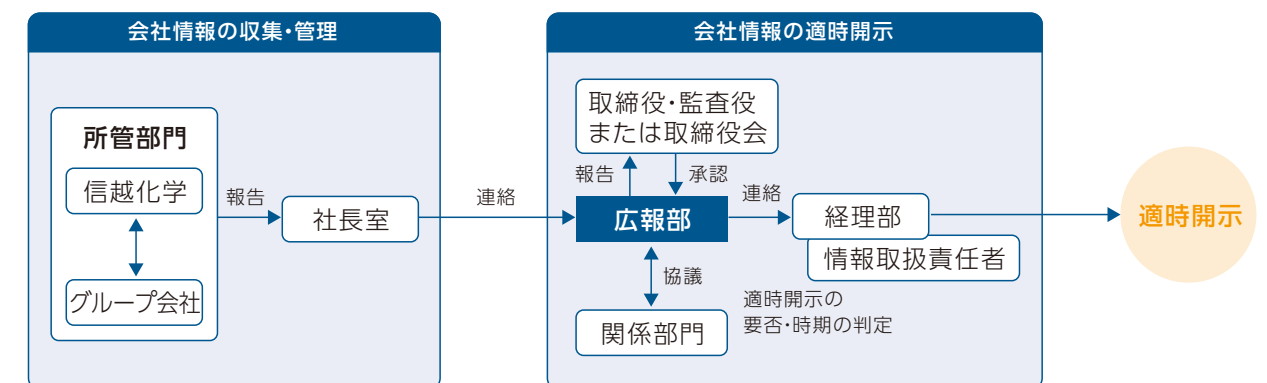 会社情報の収集・管理
所管部門
信越化学
グループ会社
報告
社長室
連絡
会社情報の適時開示
取締役・監査役
または取締役会
報告
承認
広報部
連絡
経理部
情報取扱責任者
協議
関係部門
適時開示の
要否・時期の判定
適時開示